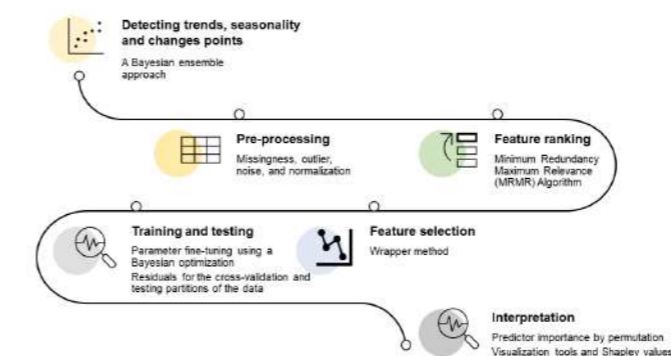 Detecting trends, seasonality
and changes points
A Bayesian ensemble
approach
Pre-processing
Missingness, outlier,
noise, and normalization
Feature ranking
Minimum Redundancy
Maximum Relevance
(MRMR) Algorithm
Training and testing
Parameter fine-tuning using a
Bayesian optimization
Residuals for the cross-validation and
testing partitions of the data
Feature selection
Wrapper method
Interpretation
Predictor importance by permutation
Visualization tools and Shapley values